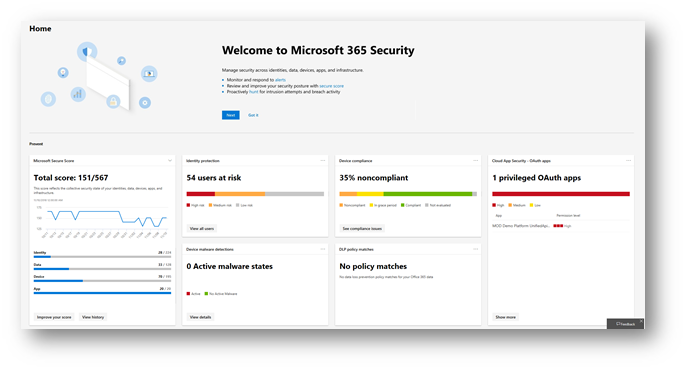 Home
Welcome to Microsoft 365 Security
Manage security across identities, data, devices, apps, and infrastructure.
Monitor and respond to alerts
Review and improve your security posture with secure score
Proactively hunt for intrusion attempts and breach activity
Next
Got it
Microsoft Secure Score
Total score: 151/567
This score reflects the collective security state of your identities, data, devices, apps, and
infrastructure.
Identity
Data
Device
App
20 / 20
Improve your score
View history
Identity protection
54 users at risk
High risk
Medium risk
Low risk
View all users
Device compliance
35% noncompliant
Noncompliant
In grace period
Compliant
Not evaluated
See compliance issues
Cloud App Security - OAuth apps
1 privileged OAuth apps
High
Medium
Low
App
Permission level
MOD Demo Platform UnifiedApi...
High
Show more
Device malware detections
0 Active malware states
Active
No Active Malware
View details
DLP policy matches
No policy matches
No data loss prevention policy matches for your Office 365 data
Feedback